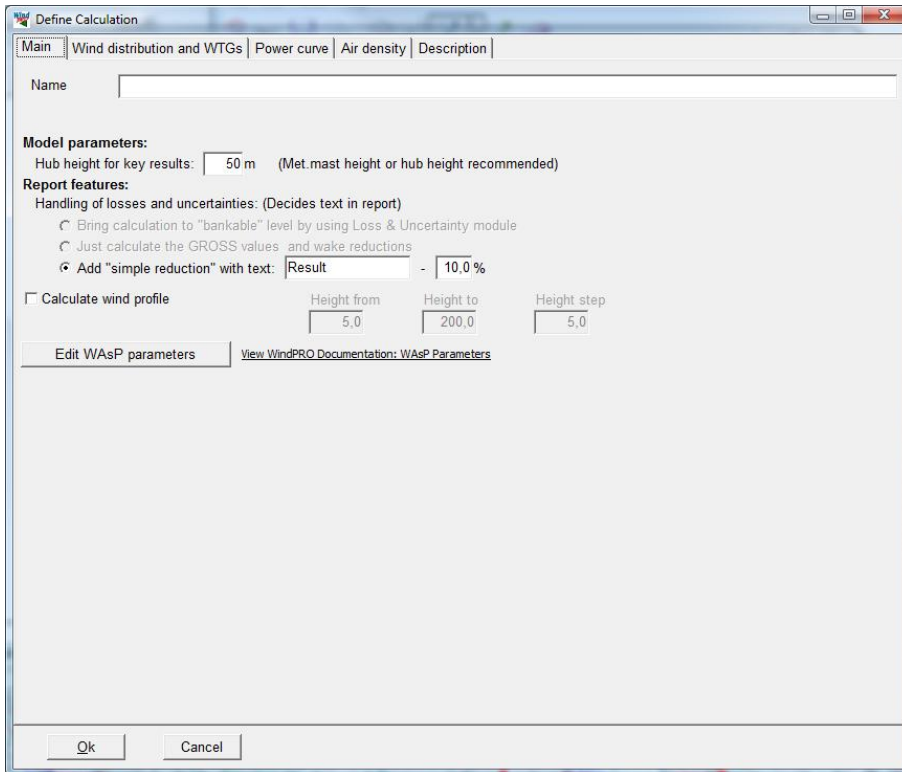 Wind
Define Calculation
Main Wind distribution and WTGs Power curve Air density Description
Name
Model parameters:
Hub height for key results: 50 m (Met.mast height or hub height recommended)
Report features:
Handling of losses and uncertainties: (Decides text in report)
Bring calculation to "bankable" level by using Loss & Uncertainty module
Just calculate the GROSS values and wake reductions
Add "simple reduction" with text: Result - 10,0 %
Calculate wind profile Height from Height to Height step
5,0 200,0 5,0
Edit WAsP parameters View WindPRO Documentation: WAsP Parameters
Ok Cancel